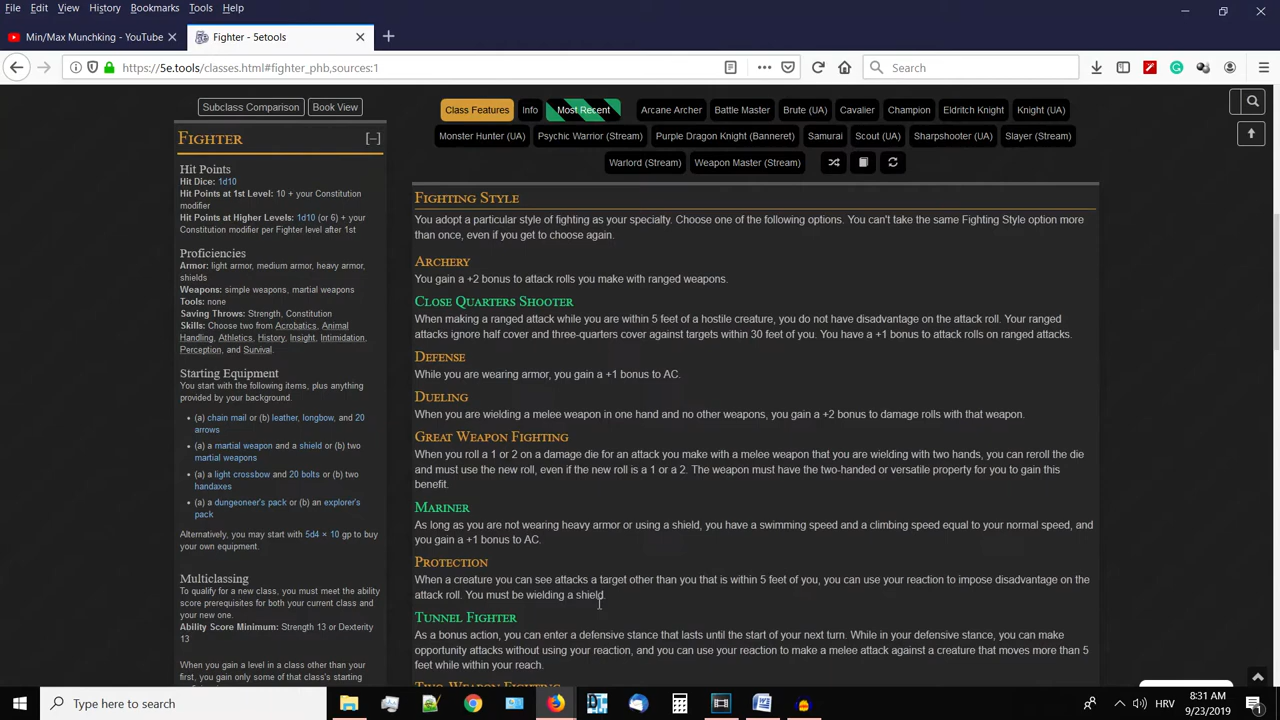 File Edit View History Bookmarks Tools Help
Min/Max Munchking - YouTube
Fighter - 5etools
https://5e.tools/classes.html#fighter_phb,sources:1
Search
Subclass Comparison Book View
Class Features Info Most Recent Arcane Archer Battle Master Brute (UA) Cavalier Champion Eldritch Knight Knight (UA)
Monster Hunter (UA) Psychic Warrior (Stream) Purple Dragon Knight (Banneret) Samurai Scout (UA) Sharpshooter (UA) Slayer (Stream)
Warlord (Stream) Weapon Master (Stream)
Fighter [–]
Hit Points
Hit Dice: 1d10
Hit Points at 1st Level: 10 + your Constitution
modifier
Hit Points at Higher Levels: 1d10 (or 6) + your
Constitution modifier per Fighter level after 1st
Proficiencies
Armor: light armor, medium armor, heavy armor,
shields
Weapons: simple weapons, martial weapons
Tools: none
Saving Throws: Strength, Constitution
Skills: Choose two from Acrobatics, Animal
Handling, Athletics, History, Insight, Intimidation,
Perception, and Survival.
Starting Equipment
You start with the following items, plus anything
provided by your background.
• (a) chain mail or (b) leather, longbow, and 20
arrows
• (a) a martial weapon and a shield or (b) two
martial weapons
• (a) a light crossbow and 20 bolts or (b) two
handaxes
• (a) a dungeoneer's pack or (b) an explorer's
pack
Alternatively, you may start with 5d4 × 10 gp to buy
your own equipment.
Multiclassing
To qualify for a new class, you must meet the ability
score prerequisites for both your current class and
your new one.
Ability Score Minimum: Strength 13 or Dexterity
13
When you gain a level in a class other than your
first, you gain only some of that class's starting
Fighting Style
You adopt a particular style of fighting as your specialty. Choose one of the following options. You can't take the same Fighting Style option more
than once, even if you get to choose again.
Archery
You gain a +2 bonus to attack rolls you make with ranged weapons.
Close Quarters Shooter
When making a ranged attack while you are within 5 feet of a hostile creature, you do not have disadvantage on the attack roll. Your ranged
attacks ignore half cover and three-quarters cover against targets within 30 feet of you. You have a +1 bonus to attack rolls on ranged attacks.
Defense
While you are wearing armor, you gain a +1 bonus to AC.
Dueling
When you are wielding a melee weapon in one hand and no other weapons, you gain a +2 bonus to damage rolls with that weapon.
Great Weapon Fighting
When you roll a 1 or 2 on a damage die for an attack you make with a melee weapon that you are wielding with two hands, you can reroll the die
and must use the new roll, even if the new roll is a 1 or a 2. The weapon must have the two-handed or versatile property for you to gain this
benefit.
Mariner
As long as you are not wearing heavy armor or using a shield, you have a swimming speed and a climbing speed equal to your normal speed, and
you gain a +1 bonus to AC.
Protection
When a creature you can see attacks a target other than you that is within 5 feet of you, you can use your reaction to impose disadvantage on the
attack roll. You must be wielding a shield.
Tunnel Fighter
As a bonus action, you can enter a defensive stance that lasts until the start of your next turn. While in your defensive stance, you can make
opportunity attacks without using your reaction, and you can use your reaction to make a melee attack against a creature that moves more than 5
feet while within your reach.
Two-Weapon Fighting
Type here to search
HRV
8:31 AM
9/23/2019